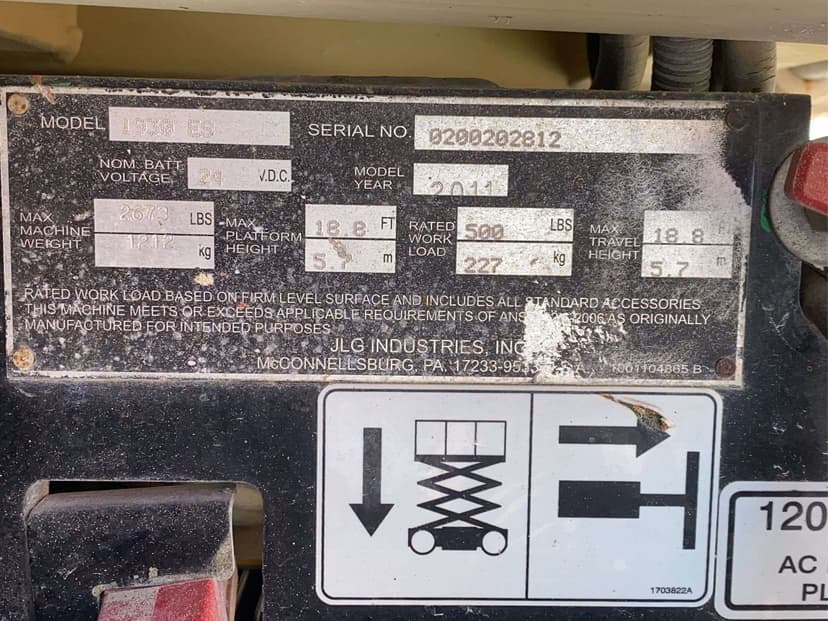 MODEL 1930 ES SERIAL NO. 0200202812
NOM. BATT VOLTAGE 24 V.D.C. MODEL YEAR 2011
MAX. MACHINE WEIGHT 2673 LBS 1212 kg MAX. PLATFORM HEIGHT 18.8 FT 5.7 m RATED WORK LOAD 500 LBS 227 kg MAX. TRAVEL HEIGHT 18.8 F 5.7 m
RATED WORK LOAD BASED ON FIRM LEVEL SURFACE AND INCLUDES ALL STANDARD ACCESSORIES.
THIS MACHINE MEETS OR EXCEEDS APPLICABLE REQUIREMENTS OF 2006 AS ORIGINALLY
MANUFACTURED FOR INTENDED PURPOSES
JLG INDUSTRIES, INC
McCONNELLSBURG, PA. 17233-95
1001104885 B
1703822A
120
AC
PL